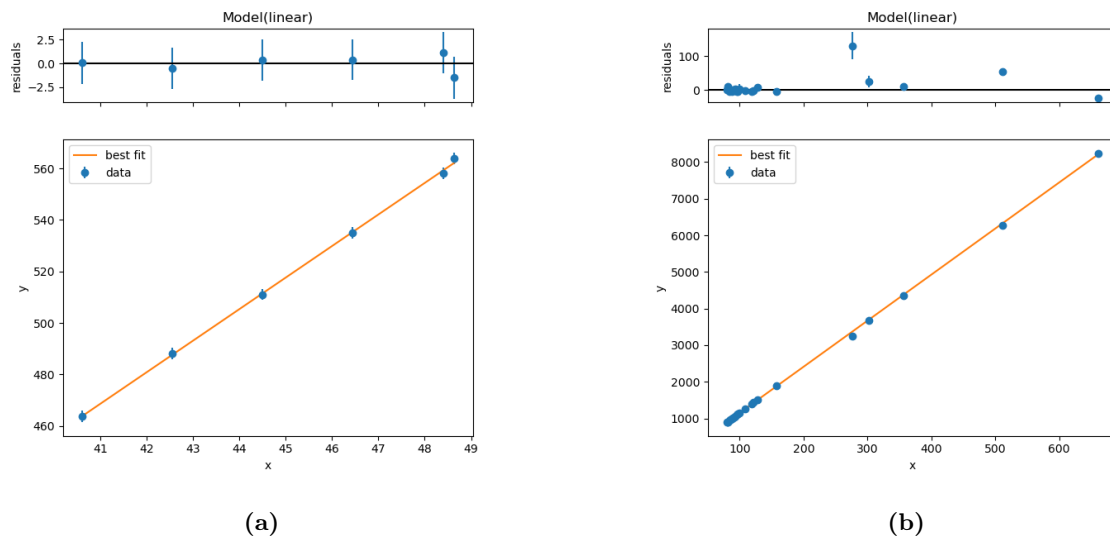 Model(linear)
residuals
2.5
0.0
−2.5
best fit
data
y
560
540
520
500
480
460
41
42
43
44
45
46
47
48
49
x
(a)
Model(linear)
residuals
100
0
best fit
data
y
8000
7000
6000
5000
4000
3000
2000
1000
100
200
300
400
500
600
x
(b)